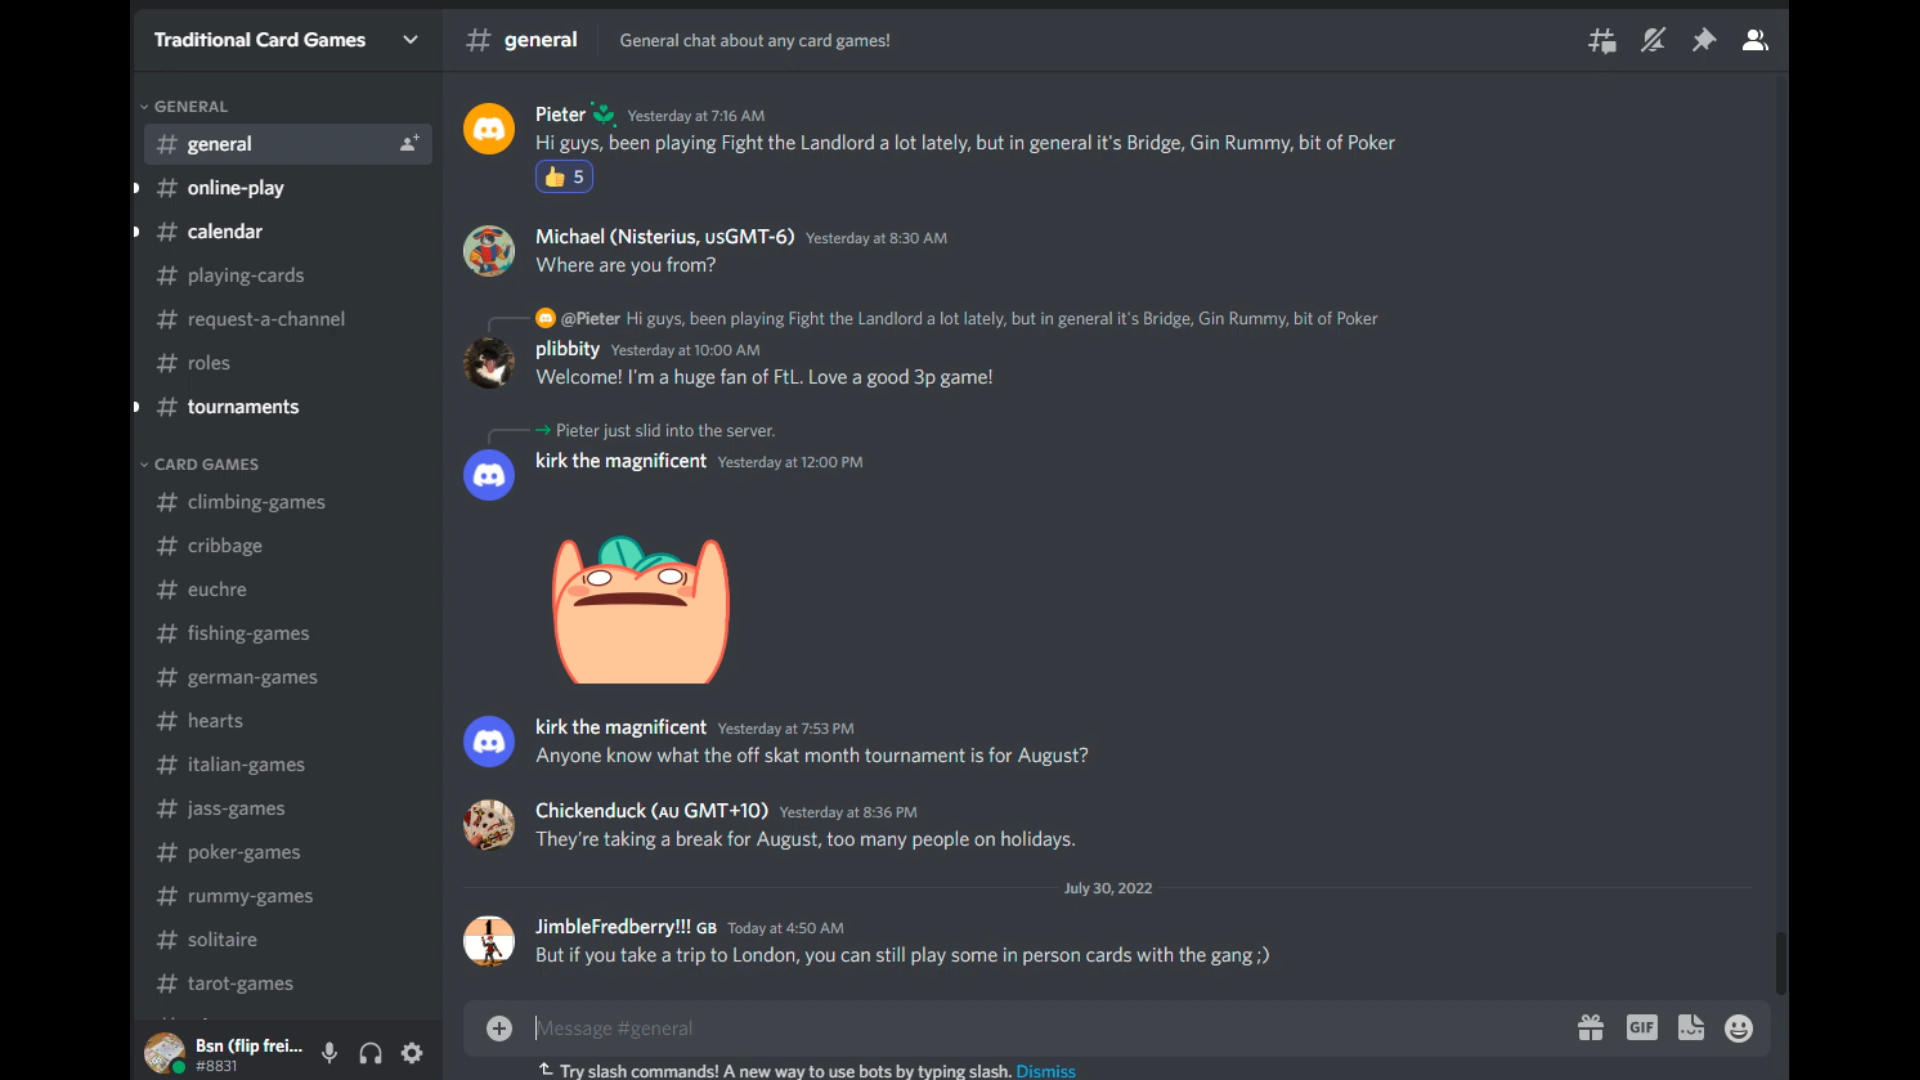 Traditional Card Games
general
General chat about any card games!
GENERAL
general
online-play
calendar
playing-cards
request-a-channel
roles
tournaments
CARD GAMES
climbing-games
cribbage
euchre
fishing-games
german-games
hearts
italian-games
jass-games
poker-games
rummy-games
solitaire
tarot-games
Bsn (flip frei...
#8831
Pieter Yesterday at 7:16 AM
Hi guys, been playing Fight the Landlord a lot lately, but in general it's Bridge, Gin Rummy, bit of Poker
5
Michael (Nisterius, USGMT-6) Yesterday at 8:30 AM
Where are you from?
@Pieter Hi guys, been playing Fight the Landlord a lot lately, but in general it's Bridge, Gin Rummy, bit of Poker
plibbity Yesterday at 10:00 AM
Welcome! I'm a huge fan of FtL. Love a good 3p game!
Pieter just slid into the server.
kirk the magnificent Yesterday at 12:00 PM
kirk the magnificent Yesterday at 7:53 PM
Anyone know what the off skat month tournament is for August?
Chickenduck (AU GMT+10) Yesterday at 8:36 PM
They're taking a break for August, too many people on holidays.
July 30, 2022
JimbleFredberry!!! GB Today at 4:50 AM
But if you take a trip to London, you can still play some in person cards with the gang ;)
Message #general
GIF
Try slash commands! A new way to use bots by typing slash. Dismiss